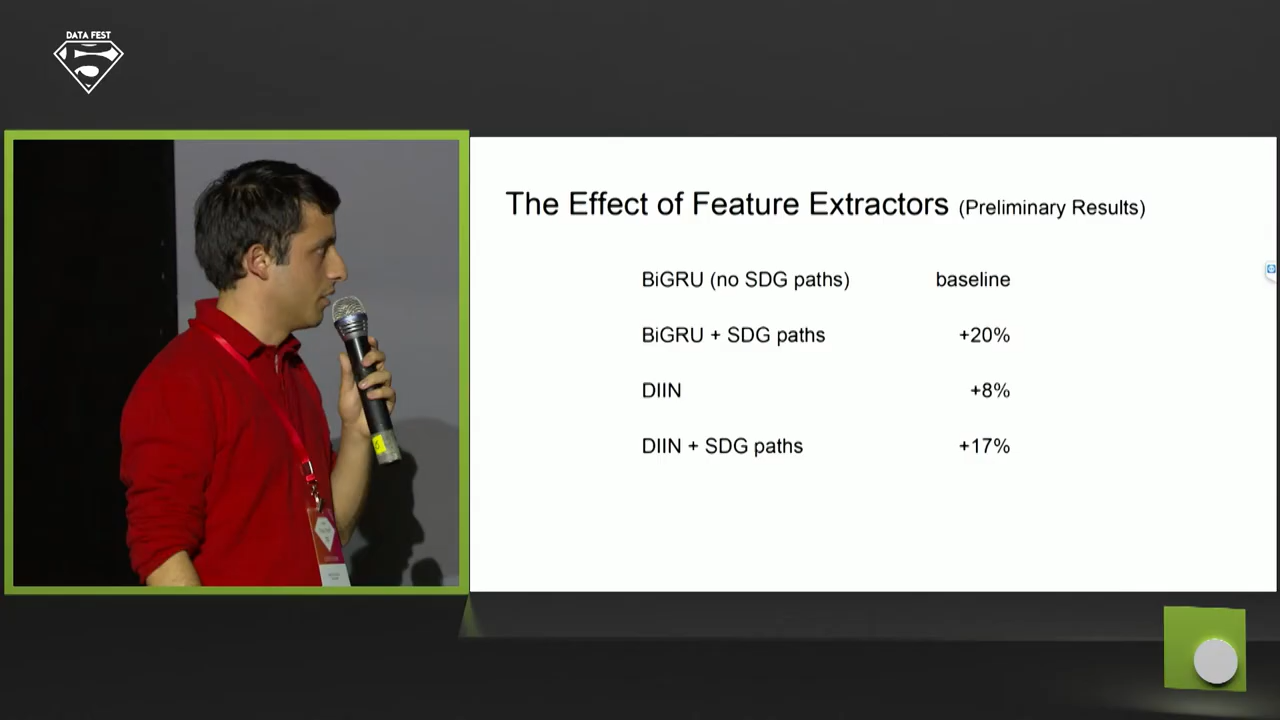 DATA FEST
The Effect of Feature Extractors (Preliminary Results)
BiGRU (no SDG paths) baseline
BiGRU + SDG paths +20%
DIIN +8%
DIIN + SDG paths +17%